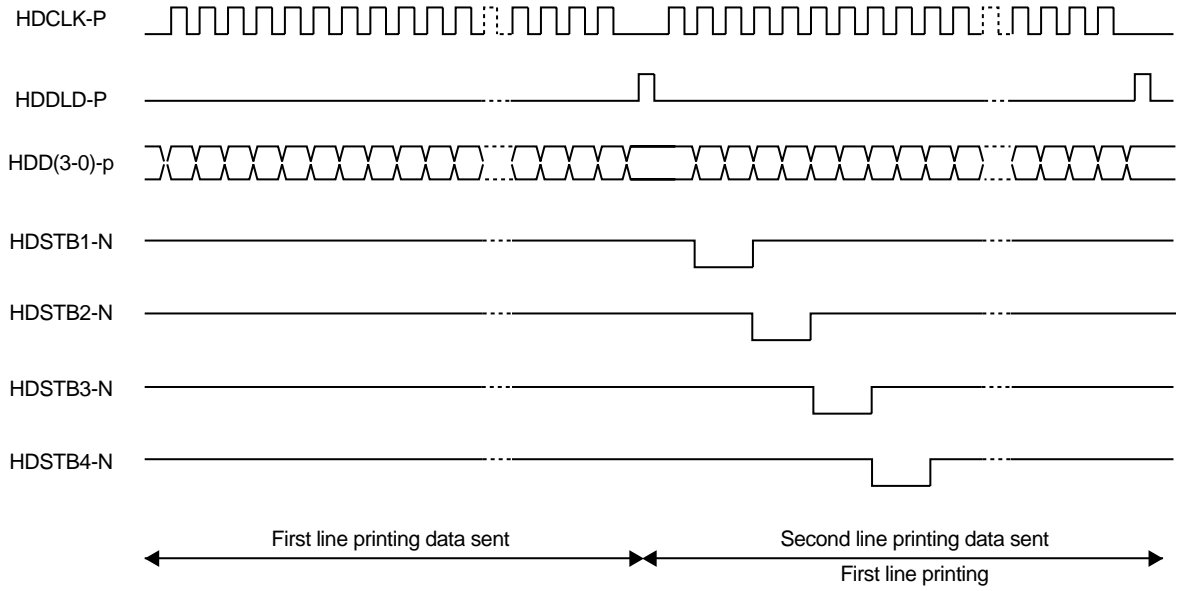 HDCLK-P
HDDLD-P
HDD(3-0)-p
HDSTB1-N
HDSTB2-N
HDSTB3-N
HDSTB4-N
First line printing data sent
Second line printing data sent
First line printing